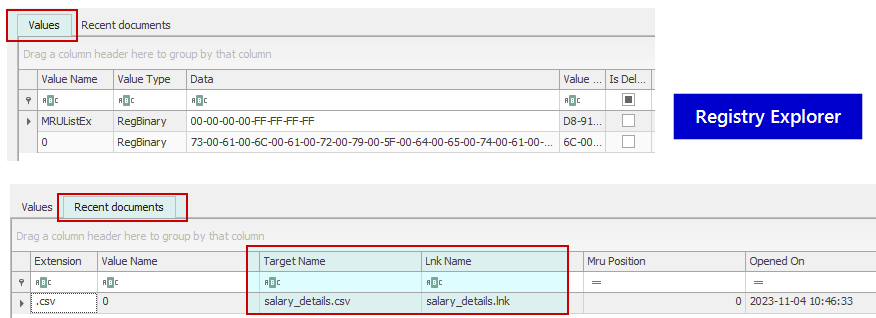 Values Recent documents
Drag a column header here to group by that column
Value Name Value Type Data Value ... Is Del...
ABC ABC ABC ABC
MRUListEx RegBinary 00-00-00-00-FF-FF-FF-FF D8-91...
0 RegBinary 73-00-61-00-6C-00-61-00-72-00-79-00-5F-00-64-00-65-00-74-00-61-00-... 6C-00...
Registry Explorer
Values Recent documents
Drag a column header here to group by that column
Extension Value Name Target Name Lnk Name Mru Position Opened On
ABC ABC ABC ABC = =
.csv 0 salary_details.csv salary_details.lnk 0 2023-11-04 10:46:33